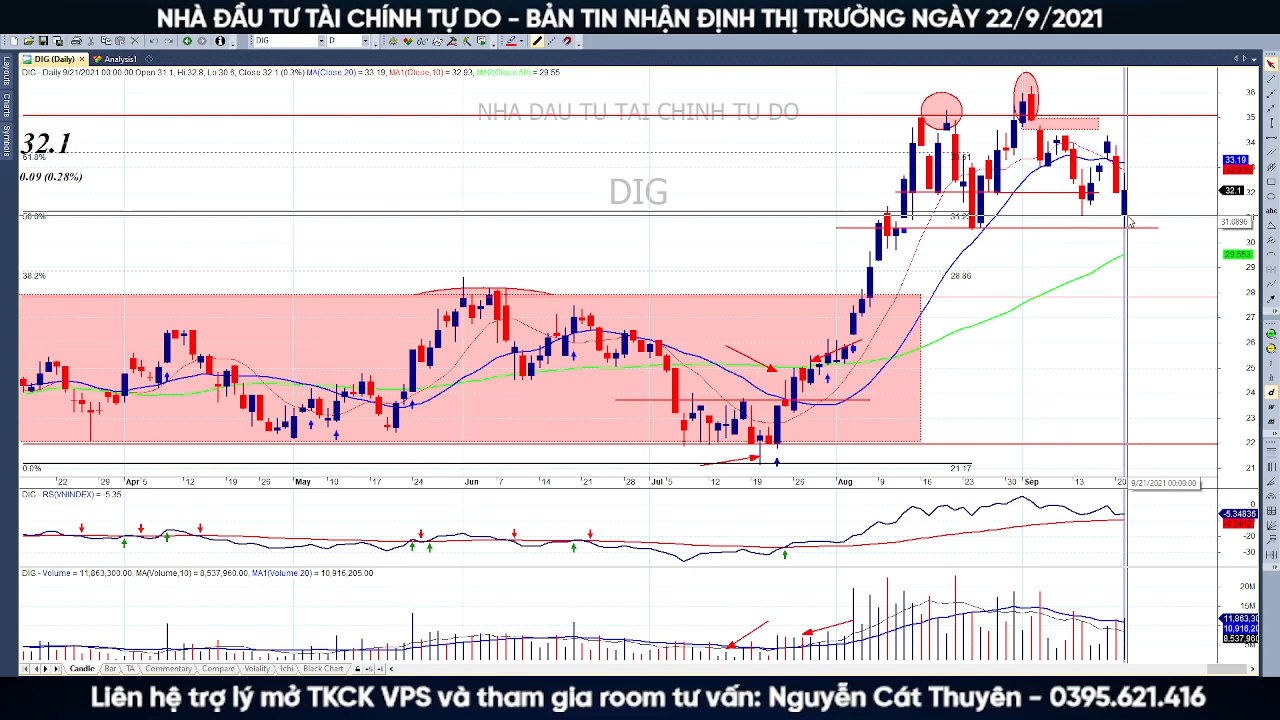 NHÀ ĐẦU TƯ TÀI CHÍNH TỰ DO - BẢN TIN NHẬN ĐỊNH THỊ TRƯỜNG NGÀY 22/9/2021
DIG D
DIG (Daily) Analysis1
Layouts
Charts
Symbols
DIG - Daily 9/21/2021 00:00:00 Open 31.1, Hi 32.8, Lo 30.6, Close 32.1 (0.3%) MA(Close,20) = 33.19, MA1(Close,10) = 32.93, MA2(Close,50) = 29.55
NHA DAU TU TAI CHINH TU DO
32.1
61.8%
0.09 (0.28%)
DIG
50.0%
38.2%
28.86
0.0%
21.17
36
35
34
33.19
32
32.1
31.0896
29.553
29
28
27
26
25
24
23
22
21
22 29 Apr 5 12 19 26 May 10 17 24 Jun 7 14 21 28 Jul 5 12 19 26 Aug 9 16 23 30 Sep 13 20
9/21/2021 00:00:00
DIG - RS(VNINDEX) = -5.35
0
-5.34836
-20
-30
DIG - Volume = 11,863,300.00, MA(Volume,10) = 8,537,960.00, MA1(Volume,20) = 10,916,205.00
20M
15M
11,863,30
10,916,20
8,537,960
5M
Candle Bar TA Commentary Compare Volality Ichi Black Chart
Liên hệ trợ lý mở TKCK VPS và tham gia room tư vấn: Nguyễn Cát Thuyên - 0395.621.416